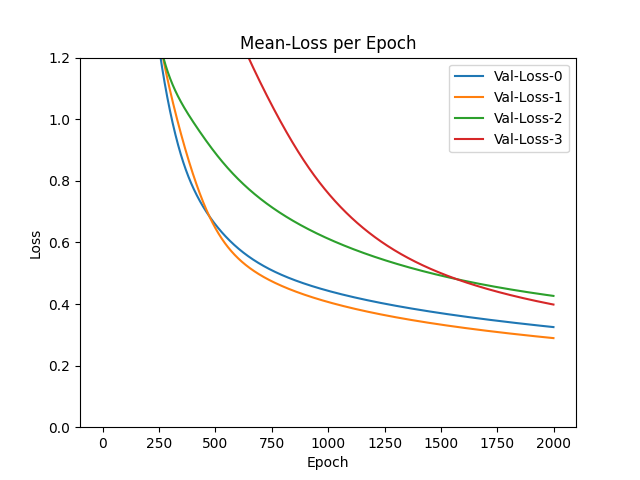 Mean-Loss per Epoch
Val-Loss-0
Val-Loss-1
Val-Loss-2
Val-Loss-3
1.2
1.0
0.8
0.6
0.4
0.2
0.0
Loss
0 250 500 750 1000 1250 1500 1750 2000
Epoch